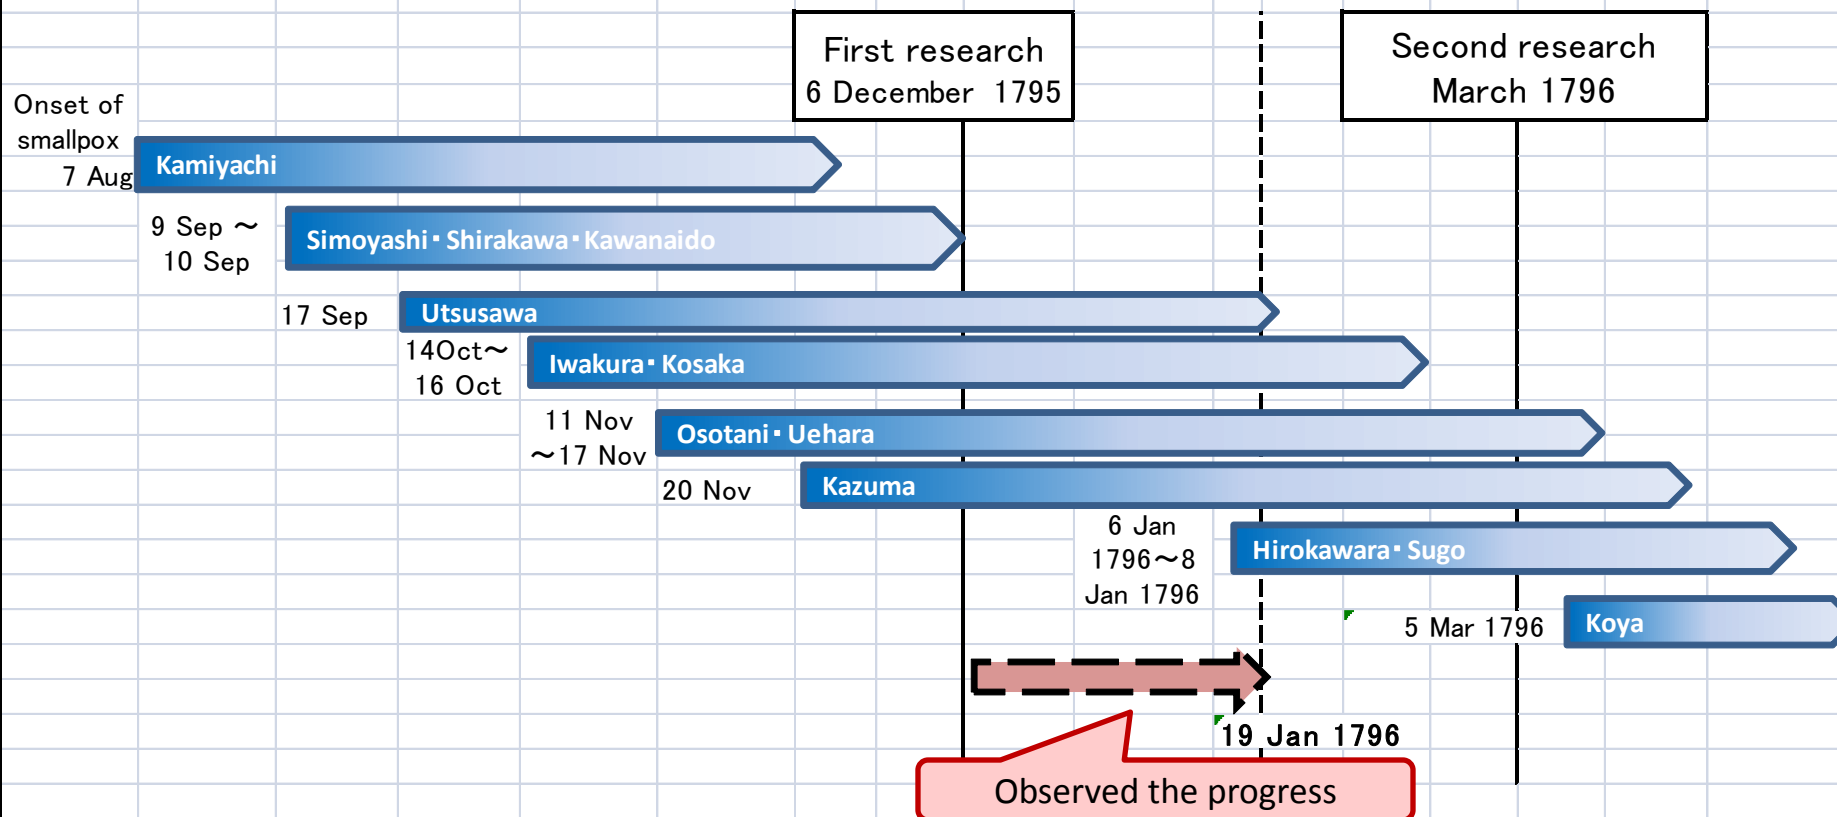 First research
6 December 1795
Second research
March 1796
Onset of
smallpox
7 Aug
Kamiyachi
9 Sep ～
10 Sep
Simoyashi・Shirakawa・Kawanaido
17 Sep
Utsusawa
14Oct～
16 Oct
Iwakura・Kosaka
11 Nov
～17 Nov
Osotani・Uehara
20 Nov
Kazuma
6 Jan
1796～8
Jan 1796
Hirokawara・Sugo
5 Mar 1796
Koya
19 Jan 1796
Observed the progress